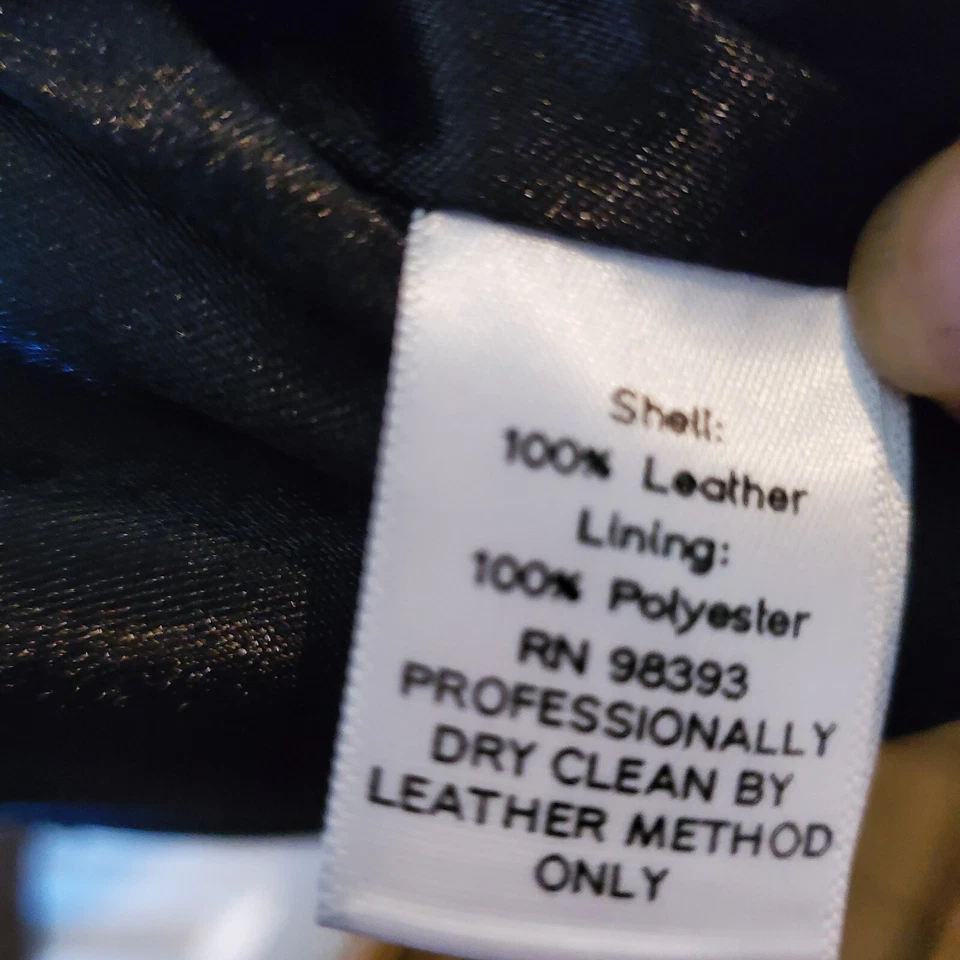 Shell:
100% Leather
Lining:
100% Polyester
RN 98393
PROFESSIONALLY
DRY CLEAN BY
LEATHER METHOD
ONLY